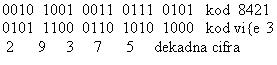 0010 1001 0011 0111 0101 kod 8421
0101 1100 0110 1010 1000 kod vi{e 3
2 9 3 7 5 dekadna cifra